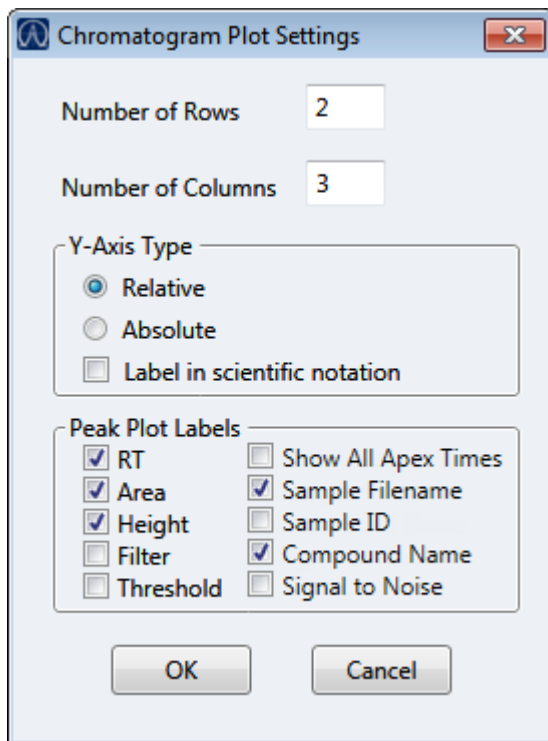 Chromatogram Plot Settings
Number of Rows 2
Number of Columns 3
Y-Axis Type
Relative
Absolute
Label in scientific notation
Peak Plot Labels
RT Show All Apex Times
Area Sample Filename
Height Sample ID
Filter Compound Name
Threshold Signal to Noise
OK Cancel